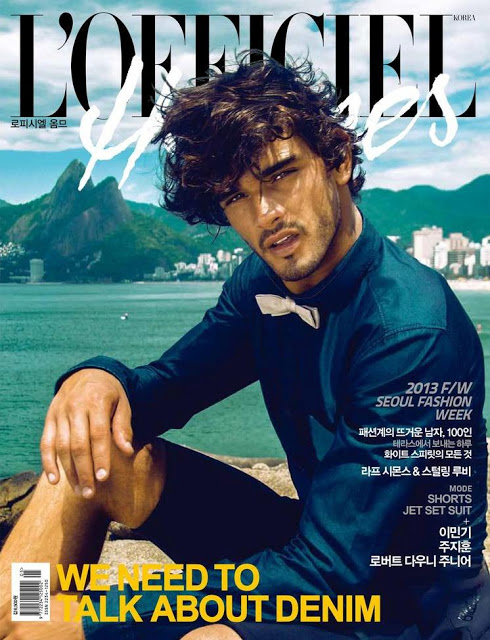 L'OFFICIEL
KOREA
Hommes
로피시엘 옴므
2013 F/W
SEOUL FASHION
WEEK
패션계의 뜨거운 남자, 100인
테라스에서 보내는 하루
화이트 스피릿의 모든 것
라프 시몬스 & 스털링 루비
MODE
SHORTS
JET SET SUIT
+
이민기
주지훈
로버트 다우니 주니어
WE NEED TO
TALK ABOUT DENIM